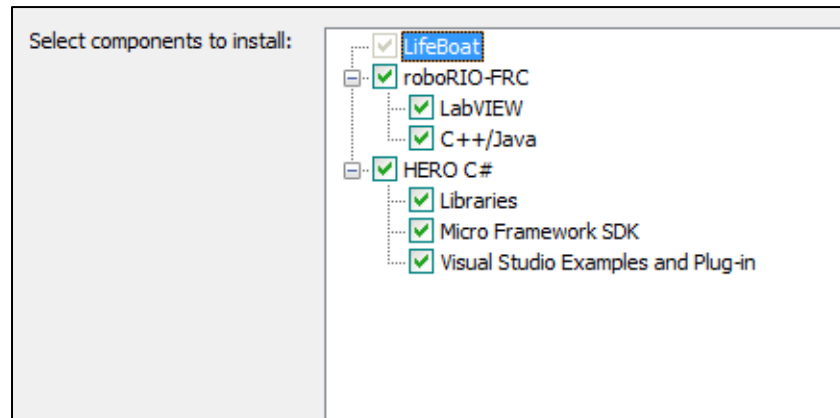 Select components to install:
LifeBoat
roboRIO-FRC
LabVIEW
C++/Java
HERO C#
Libraries
Micro Framework SDK
Visual Studio Examples and Plug-in